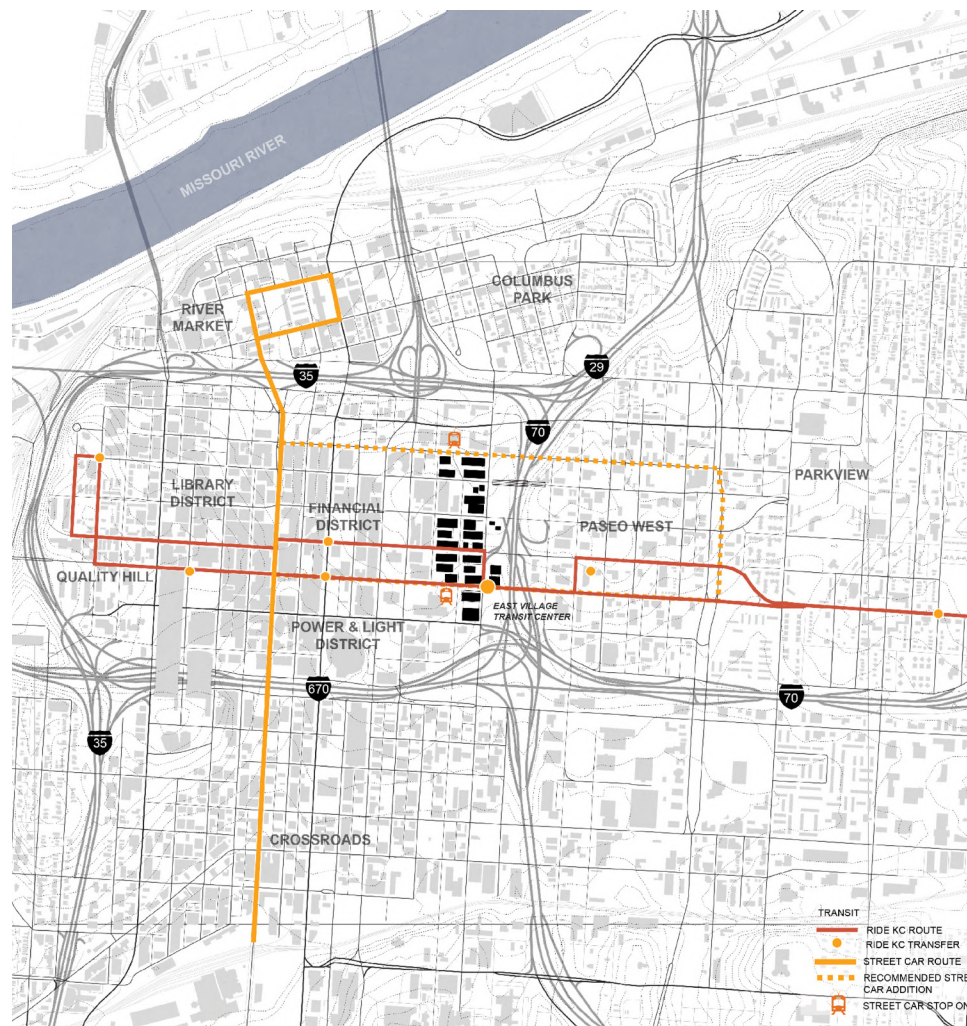 MISSOURI RIVER
COLUMBUS
PARK
RIVER
MARKET
35
29
70
PARKVIEW
LIBRARY
DISTRICT
FINANCIAL
DISTRICT
PASEO WEST
QUALITY HILL
EAST VILLAGE
TRANSIT CENTER
POWER & LIGHT
DISTRICT
670
70
35
CROSSROADS
TRANSIT
RIDE KC ROUTE
RIDE KC TRANSFER
STREET CAR ROUTE
RECOMMENDED STRE
CAR ADDITION
STREET CAR STOP ON